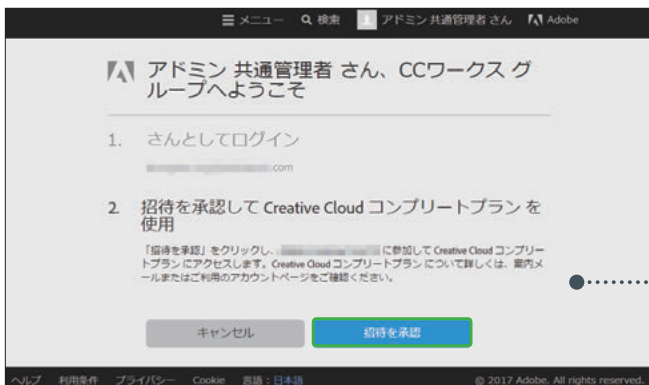 メニュー 検索 アドミン 共通管理者 さん Adobe
アドミン 共通管理者 さん、CCワークス グ
ループへようこそ
1. さんとしてログイン
.com
2. 招待を承認して Creative Cloud コンプリートプラン を
使用
「招待を承認」をクリックし、 に参加して Creative Cloud コンプリー
トプラン にアクセスします。Creative Cloud コンプリートプラン について詳しくは、案内メ
ールまたはご利用のアカウントページをご確認ください。
キャンセル 招待を承認
ヘルプ 利用条件 プライバシー Cookie 言語：日本語 © 2017 Adobe. All rights reserved.